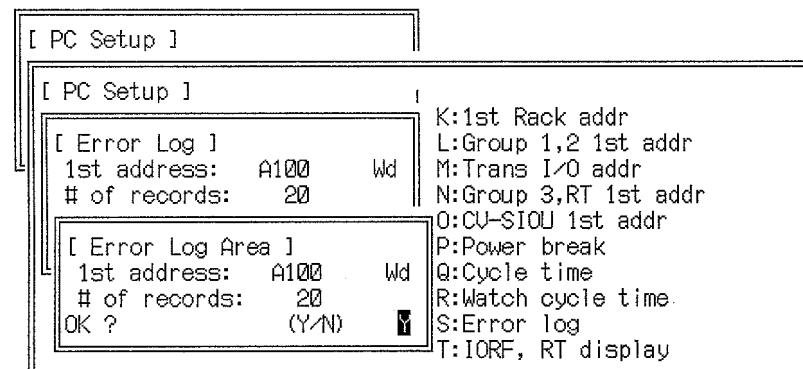 [ PC Setup ]
[ PC Setup ]
[ Error Log ]
1st address: A100 Wd
# of records: 20
[ Error Log Area ]
1st address: A100 Wd
# of records: 20
OK ? (Y/N) Y
K:1st Rack addr
L:Group 1,2 1st addr
M:Trans I/O addr
N:Group 3,RT 1st addr
O:CV-SIOU 1st addr
P:Power break
Q:Cycle time
R:Watch cycle time
S:Error log
T:IORF, RT display